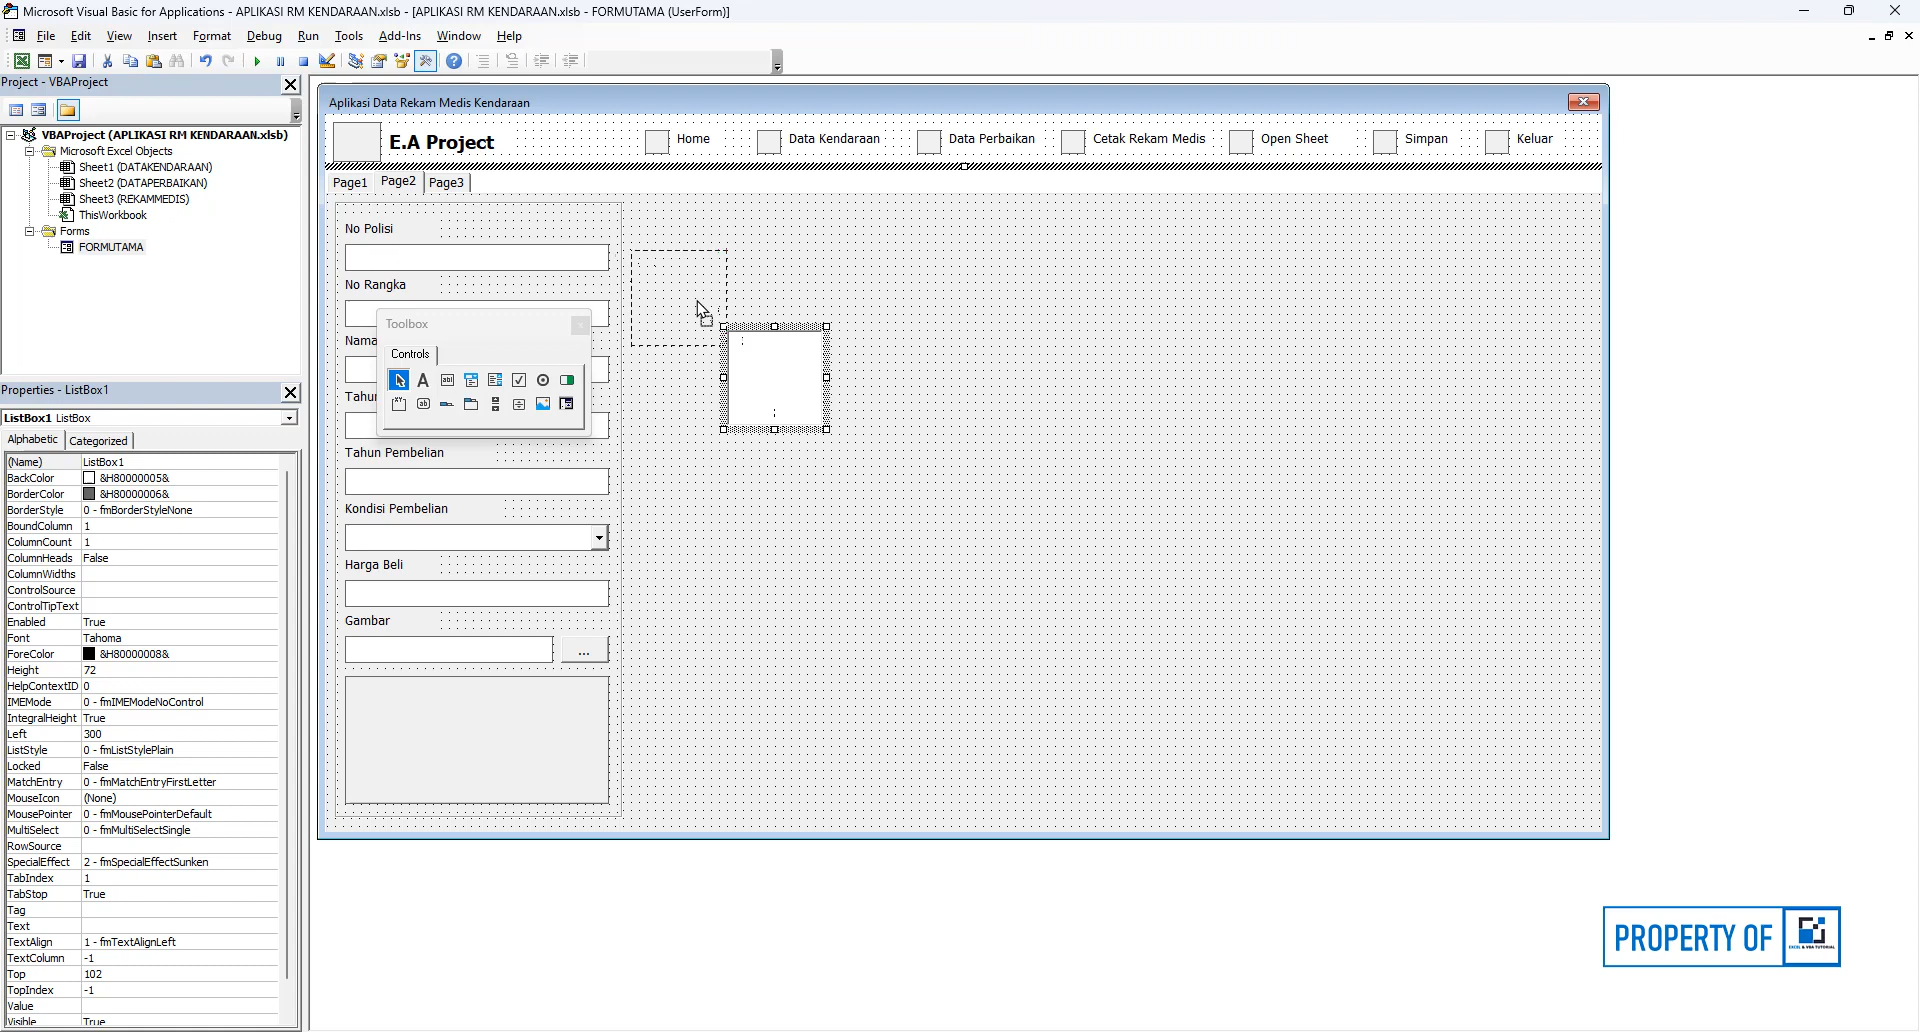 Microsoft Visual Basic for Applications - APLIKASI RM KENDARAAN.xlsb - [APLIKASI RM KENDARAAN.xlsb - FORMUTAMA (UserForm)]
File Edit View Insert Format Debug Run Tools Add-Ins Window Help
Project - VBAProject
VBAProject (APLIKASI RM KENDARAAN.xlsb)
Microsoft Excel Objects
Sheet1 (DATAKENDARAAN)
Sheet2 (DATAPERBAIKAN)
Sheet3 (REKAMMEDIS)
ThisWorkbook
Forms
FORMUTAMA
Properties - ListBox1
ListBox1 ListBox
Alphabetic Categorized
(Name) ListBox1
BackColor &H80000005&
BorderColor &H80000006&
BorderStyle 0 - fmBorderStyleNone
BoundColumn 1
ColumnCount 1
ColumnHeads False
ColumnWidths
ControlSource
ControlTipText
Enabled True
Font Tahoma
ForeColor &H80000008&
Height 72
HelpContextID 0
IMEMode 0 - fmIMEModeNoControl
IntegralHeight True
Left 300
ListStyle 0 - fmListStylePlain
Locked False
MatchEntry 0 - fmMatchEntryFirstLetter
MouseIcon (None)
MousePointer 0 - fmMousePointerDefault
MultiSelect 0 - fmMultiSelectSingle
RowSource
SpecialEffect 2 - fmSpecialEffectSunken
TabIndex 1
TabStop True
Tag
Text
TextAlign 1 - fmTextAlignLeft
TextColumn -1
Top 102
TopIndex -1
Value
Visible True
Aplikasi Data Rekam Medis Kendaraan
E.A Project Home Data Kendaraan Data Perbaikan Cetak Rekam Medis Open Sheet Simpan Keluar
Page1 Page2 Page3
No Polisi
No Rangka
Toolbox
Nama
Controls
Tahun Pembelian
Kondisi Pembelian
Harga Beli
Gambar
...
PROPERTY OF
EXCEL & VBA TUTORIAL